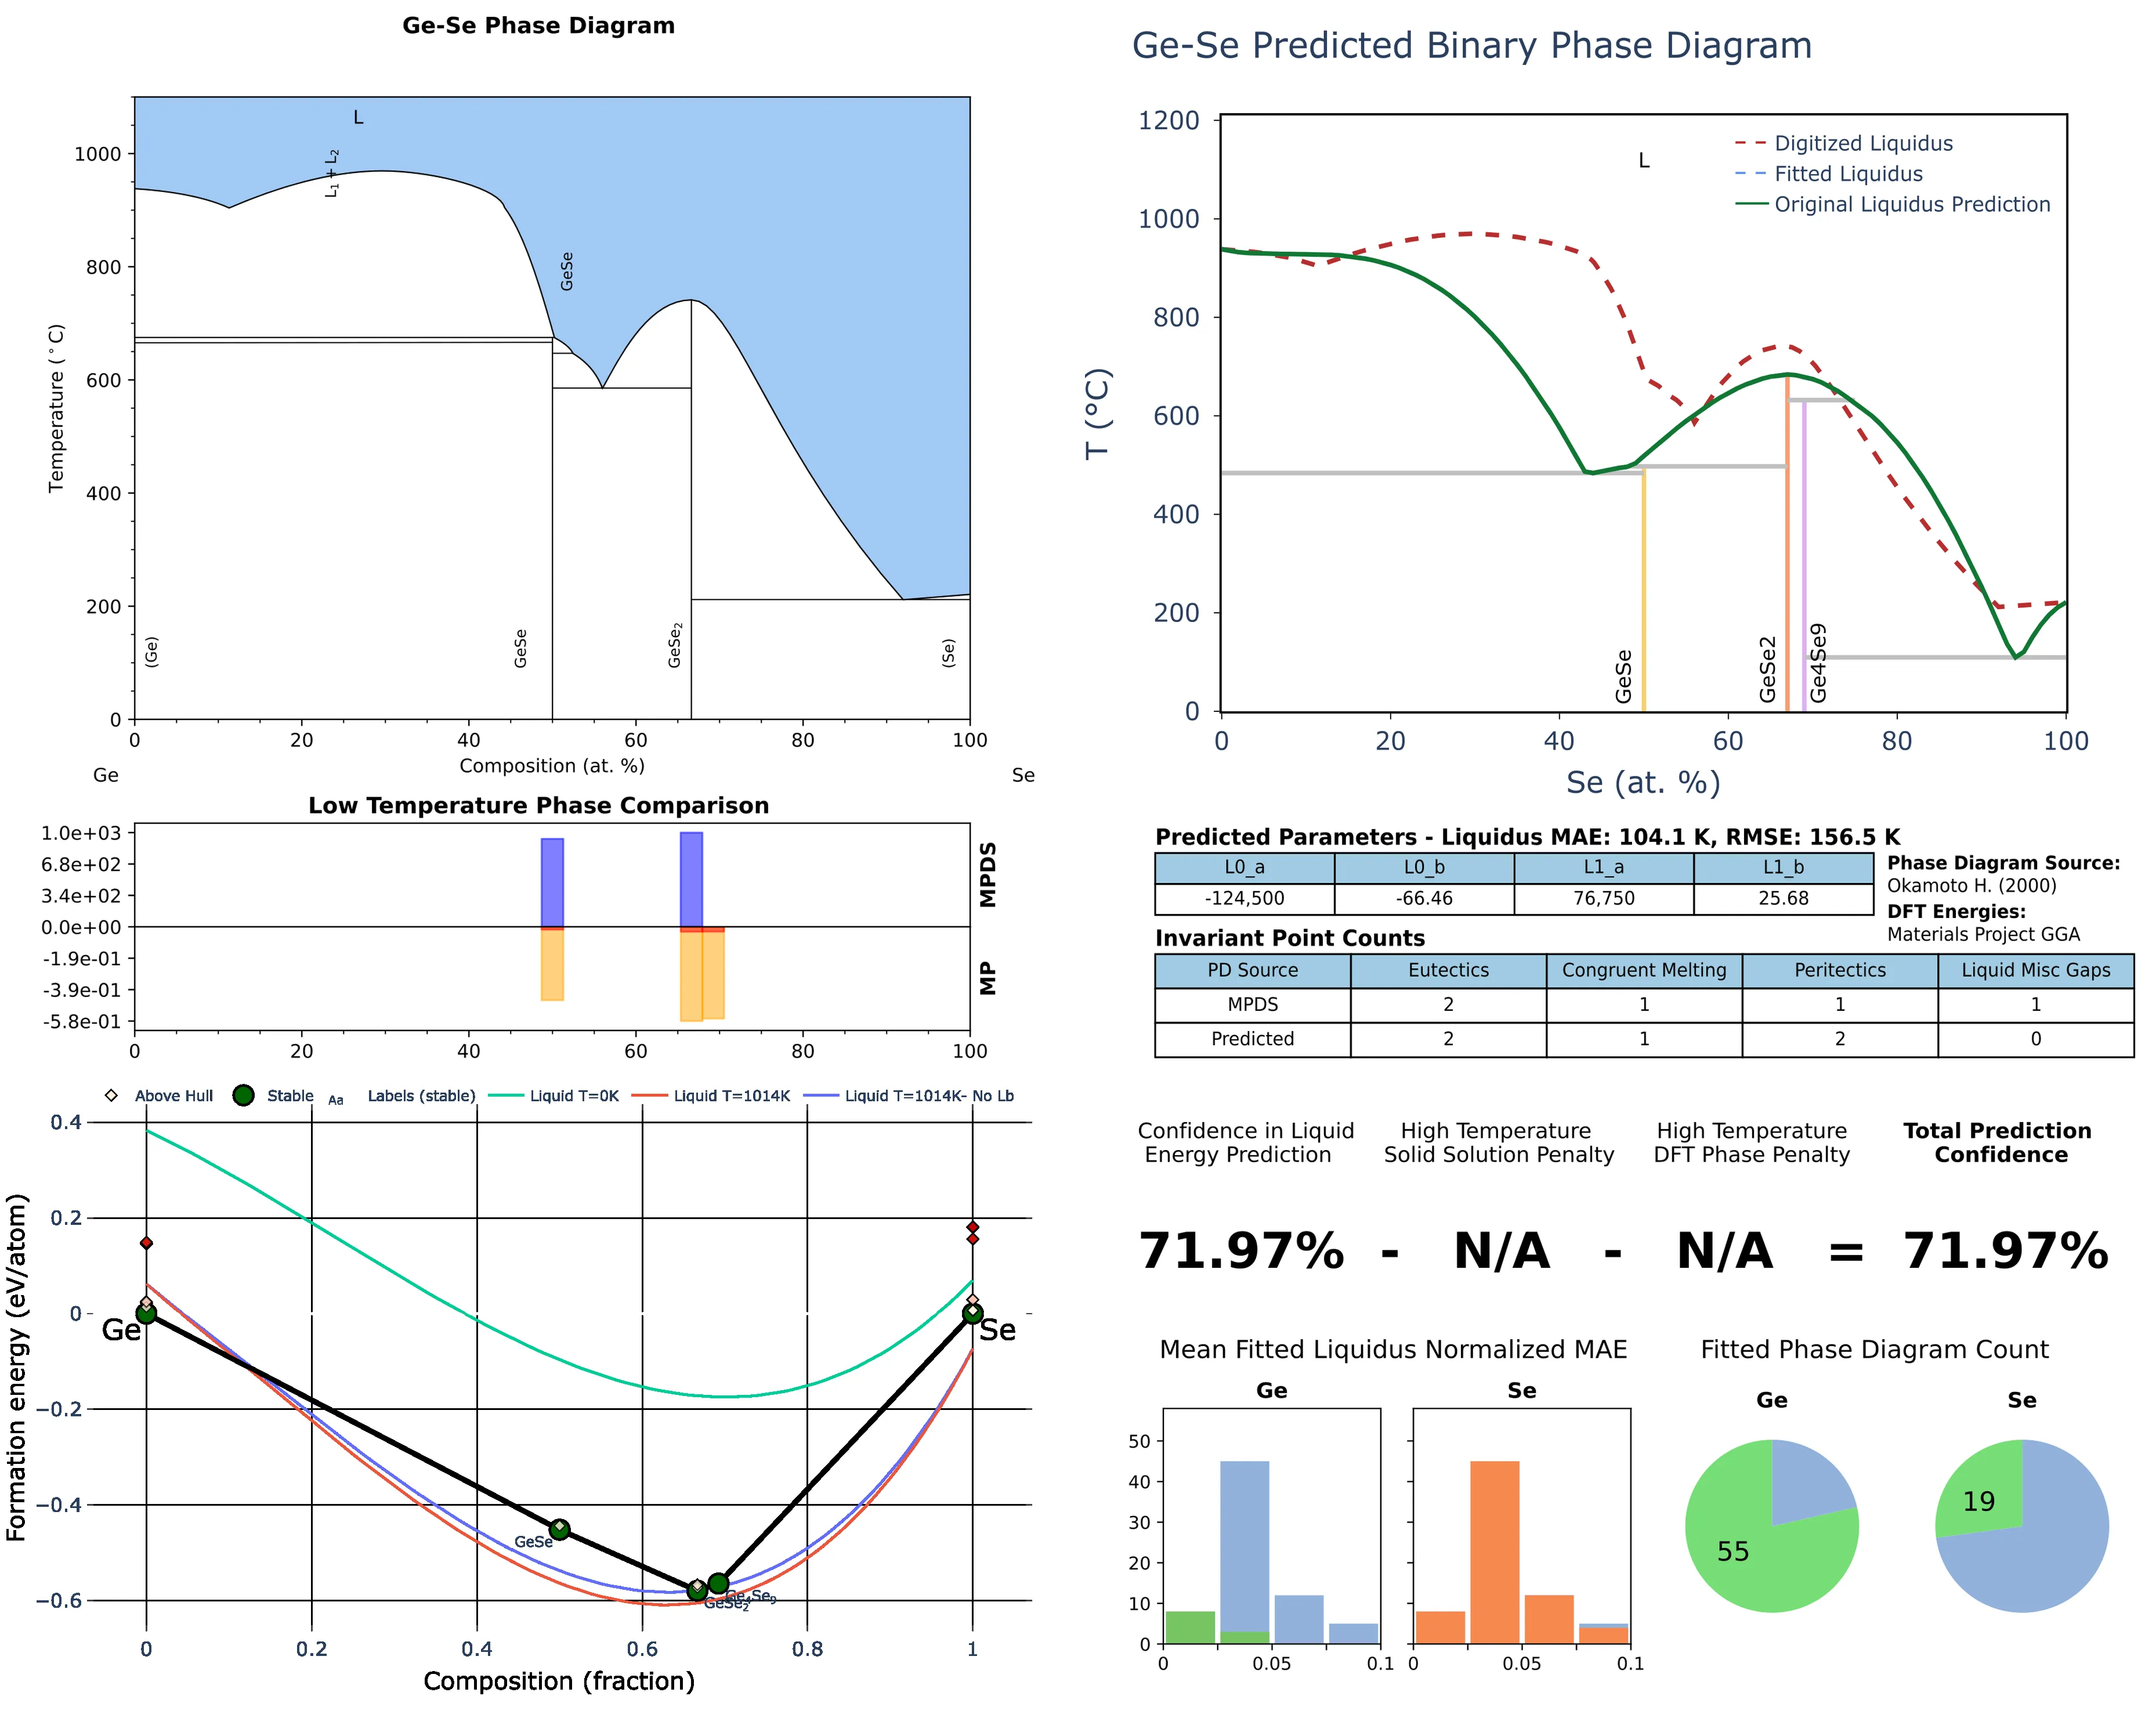 Ge-Se Phase Diagram
L
L1 + L2
GeSe
GeSe
GeSe2
(Ge)
(Se)
Temperature (°C)
1000
800
600
400
200
0
0 20 40 60 80 100
Composition (at. %)
Ge
Se
Low Temperature Phase Comparison
1.0e+03
6.8e+02
3.4e+02
0.0e+00
-1.9e-01
-3.9e-01
-5.8e-01
MPDS
MP
0 20 40 60 80 100
Above Hull Stable Aa Labels (stable) Liquid T=0K Liquid T=1014K Liquid T=1014K- No Lb
Formation energy (eV/atom)
0.4
0.2
0
−0.2
−0.4
−0.6
Ge
Se
GeSe
GeSe2
Ge4Se9
0 0.2 0.4 0.6 0.8 1
Composition (fraction)
Ge-Se Predicted Binary Phase Diagram
1200
1000
800
600
400
200
0
T (°C)
L
Digitized Liquidus
Fitted Liquidus
Original Liquidus Prediction
GeSe
GeSe2
Ge4Se9
0 20 40 60 80 100
Se (at. %)
Predicted Parameters - Liquidus MAE: 104.1 K, RMSE: 156.5 K
L0_a L0_b L1_a L1_b
-124,500 -66.46 76,750 25.68
Phase Diagram Source:
Okamoto H. (2000)
DFT Energies:
Materials Project GGA
Invariant Point Counts
PD Source Eutectics Congruent Melting Peritectics Liquid Misc Gaps
MPDS 2 1 1 1
Predicted 2 1 2 0
Confidence in Liquid
Energy Prediction
High Temperature
Solid Solution Penalty
High Temperature
DFT Phase Penalty
Total Prediction
Confidence
71.97% - N/A - N/A = 71.97%
Mean Fitted Liquidus Normalized MAE
Ge
Se
50
40
30
20
10
0
0 0.05 0.1
0 0.05 0.1
Fitted Phase Diagram Count
Ge
Se
55
19